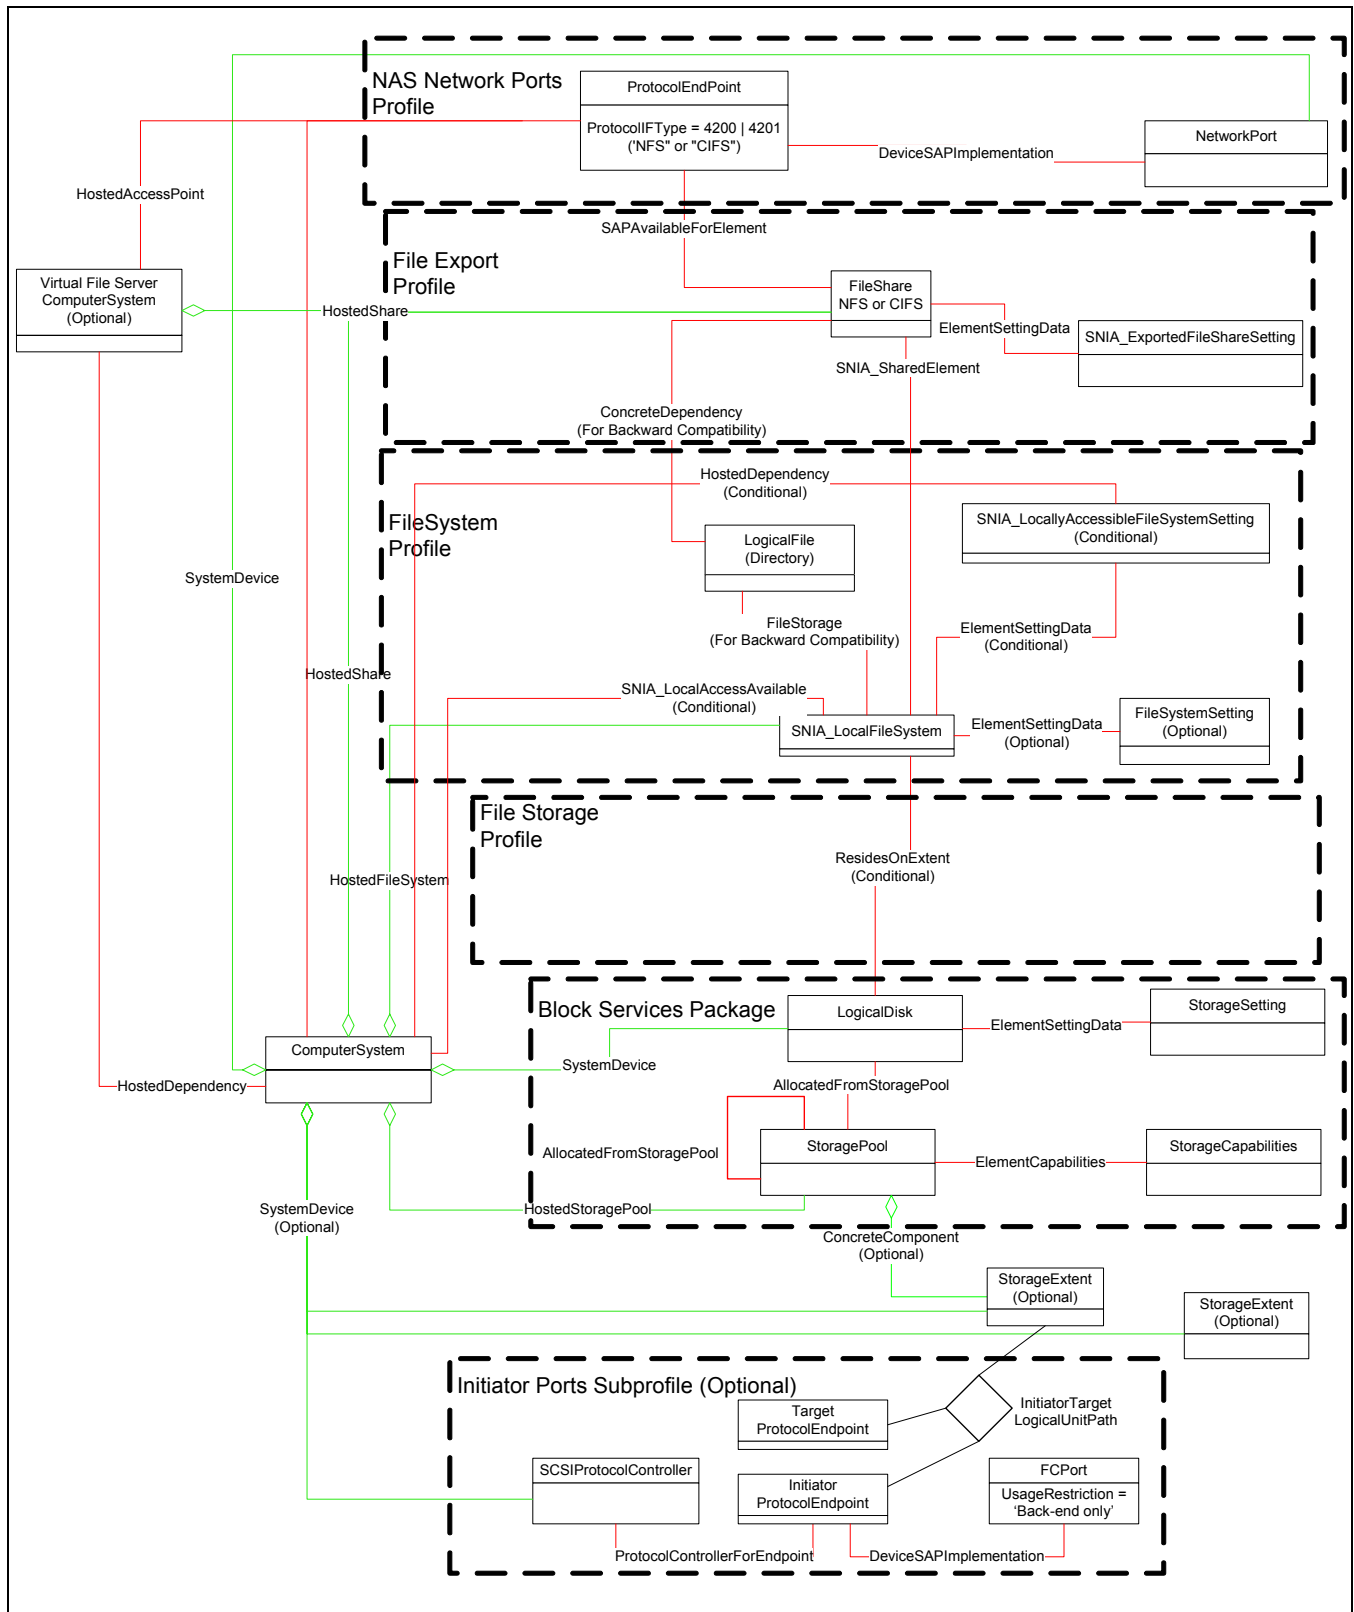 NAS Network Ports
Profile
ProtocolEndPoint
ProtocolIFType = 4200 | 4201
('NFS" or "CIFS")
DeviceSAPImplementation
NetworkPort
HostedAccessPoint
SAPAvailableForElement
File Export
Profile
Virtual File Server
ComputerSystem
(Optional)
HostedShare
FileShare
NFS or CIFS
ElementSettingData
SNIA_ExportedFileShareSetting
SNIA_SharedElement
ConcreteDependency
(For Backward Compatibility)
HostedDependency
(Conditional)
FileSystem
Profile
SNIA_LocallyAccessibleFileSystemSetting
(Conditional)
LogicalFile
(Directory)
SystemDevice
FileStorage
(For Backward Compatibility)
ElementSettingData
(Conditional)
HostedShare
SNIA_LocalAccessAvailable
(Conditional)
SNIA_LocalFileSystem
ElementSettingData
(Optional)
FileSystemSetting
(Optional)
File Storage
Profile
ResidesOnExtent
(Conditional)
HostedFileSystem
Block Services Package
LogicalDisk
ElementSettingData
StorageSetting
ComputerSystem
SystemDevice
HostedDependency
AllocatedFromStoragePool
AllocatedFromStoragePool
StoragePool
ElementCapabilities
StorageCapabilities
SystemDevice
(Optional)
HostedStoragePool
ConcreteComponent
(Optional)
StorageExtent
(Optional)
StorageExtent
(Optional)
Initiator Ports Subprofile (Optional)
Target
ProtocolEndpoint
InitiatorTarget
LogicalUnitPath
SCSIProtocolController
Initiator
ProtocolEndpoint
FCPort
UsageRestriction =
‘Back-end only’
ProtocolControllerForEndpoint
DeviceSAPImplementation